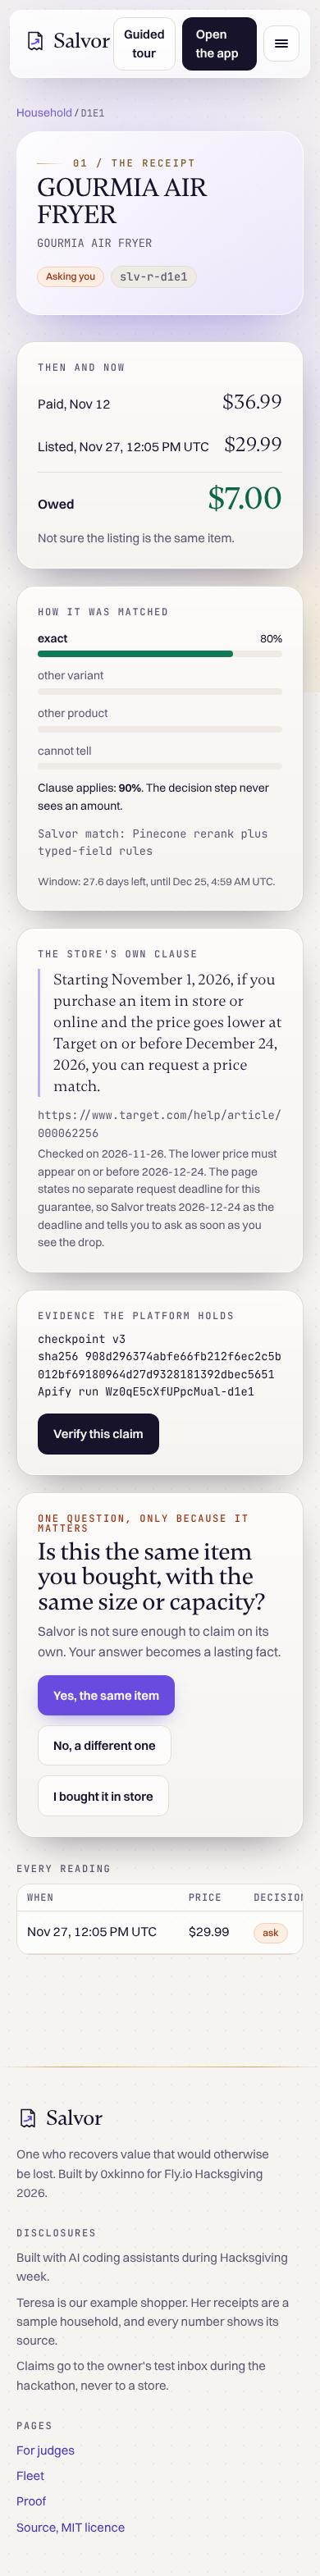 Salvor
Guided
tour
Open
the app
Household / D1E1
01 / THE RECEIPT
GOURMIA AIR
FRYER
GOURMIA AIR FRYER
Asking you
slv-r-d1e1
THEN AND NOW
Paid, Nov 12 $36.99
Listed, Nov 27, 12:05 PM UTC $29.99
Owed $7.00
Not sure the listing is the same item.
HOW IT WAS MATCHED
exact 80%
other variant
other product
cannot tell
Clause applies: 90%. The decision step never
sees an amount.
Salvor match: Pinecone rerank plus
typed-field rules
Window: 27.6 days left, until Dec 25, 4:59 AM UTC.
THE STORE'S OWN CLAUSE
Starting November 1, 2026, if you
purchase an item in store or
online and the price goes lower at
Target on or before December 24,
2026, you can request a price
match.
https://www.target.com/help/article/
000062256
Checked on 2026-11-26. The lower price must
appear on or before 2026-12-24. The page
states no separate request deadline for this
guarantee, so Salvor treats 2026-12-24 as the
deadline and tells you to ask as soon as you
see the drop.
EVIDENCE THE PLATFORM HOLDS
checkpoint v3
sha256 908d296374abfe66fb212f6ec2c5b
012bf69180964d27d9328181392dbec5651
Apify run Wz0qE5cXfUPpcMual-d1e1
Verify this claim
ONE QUESTION, ONLY BECAUSE IT
MATTERS
Is this the same item
you bought, with the
same size or capacity?
Salvor is not sure enough to claim on its
own. Your answer becomes a lasting fact.
Yes, the same item
No, a different one
I bought it in store
EVERY READING
WHEN PRICE DECISION
Nov 27, 12:05 PM UTC $29.99 ask
Salvor
One who recovers value that would otherwise
be lost. Built by 0xkinno for Fly.io Hacksgiving
2026.
DISCLOSURES
Built with AI coding assistants during Hacksgiving
week.
Teresa is our example shopper. Her receipts are a
sample household, and every number shows its
source.
Claims go to the owner's test inbox during the
hackathon, never to a store.
PAGES
For judges
Fleet
Proof
Source, MIT licence